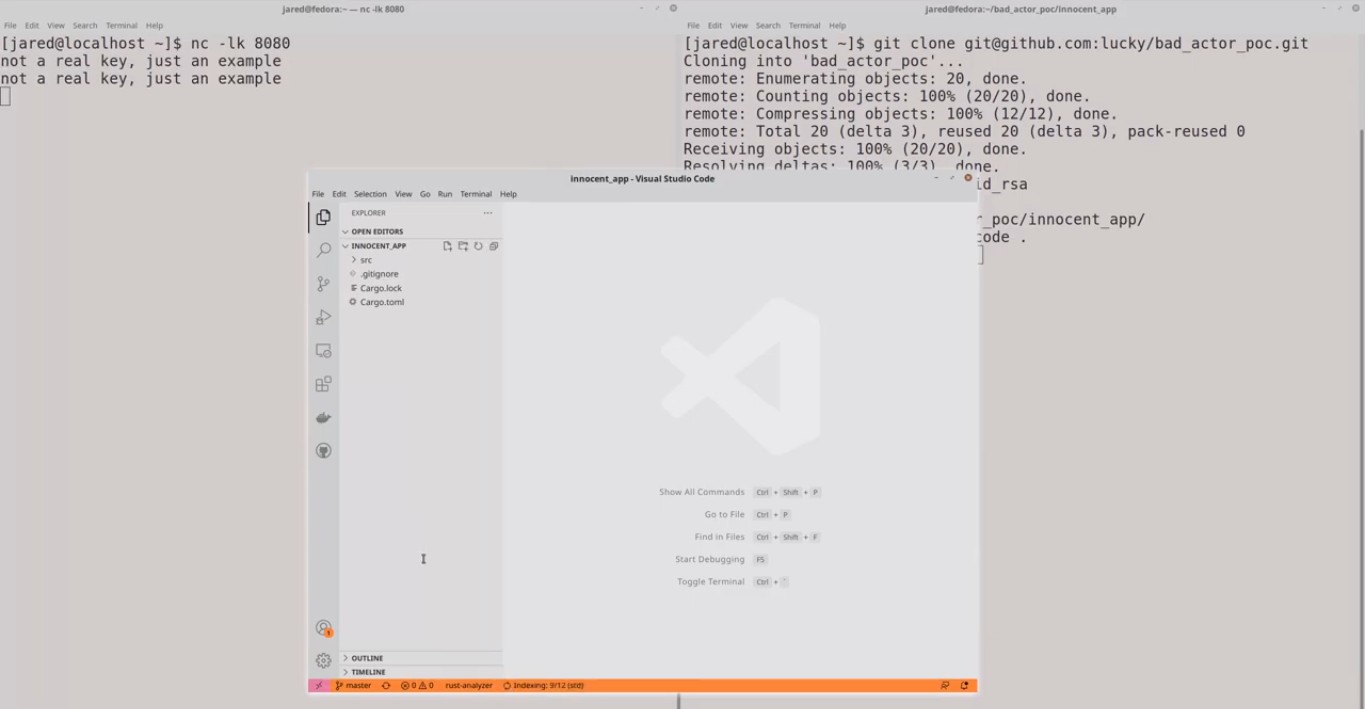 jared@fedora:~ — nc -lk 8080
File Edit View Search Terminal Help
[jared@localhost ~]$ nc -lk 8080
not a real key, just an example
not a real key, just an example
jared@fedora:~/bad_actor_poc/innocent_app
File Edit View Search Terminal Help
[jared@localhost ~]$ git clone git@github.com:lucky/bad_actor_poc.git
Cloning into 'bad_actor_poc'...
remote: Enumerating objects: 20, done.
remote: Counting objects: 100% (20/20), done.
remote: Compressing objects: 100% (12/12), done.
remote: Total 20 (delta 3), reused 20 (delta 3), pack-reused 0
Receiving objects: 100% (20/20), done.
Resolving deltas: 100% (3/3), done.
id_rsa
r_poc/innocent_app/
code .
innocent_app - Visual Studio Code
File Edit Selection View Go Run Terminal Help
EXPLORER
OPEN EDITORS
INNOCENT_APP
src
.gitignore
Cargo.lock
Cargo.toml
Show All Commands Ctrl + Shift + P
Go to File Ctrl + P
Find in Files Ctrl + Shift + F
Start Debugging F5
Toggle Terminal Ctrl + `
1
OUTLINE
TIMELINE
master 0 0 rust-analyzer Indexing: 9/12 (std)